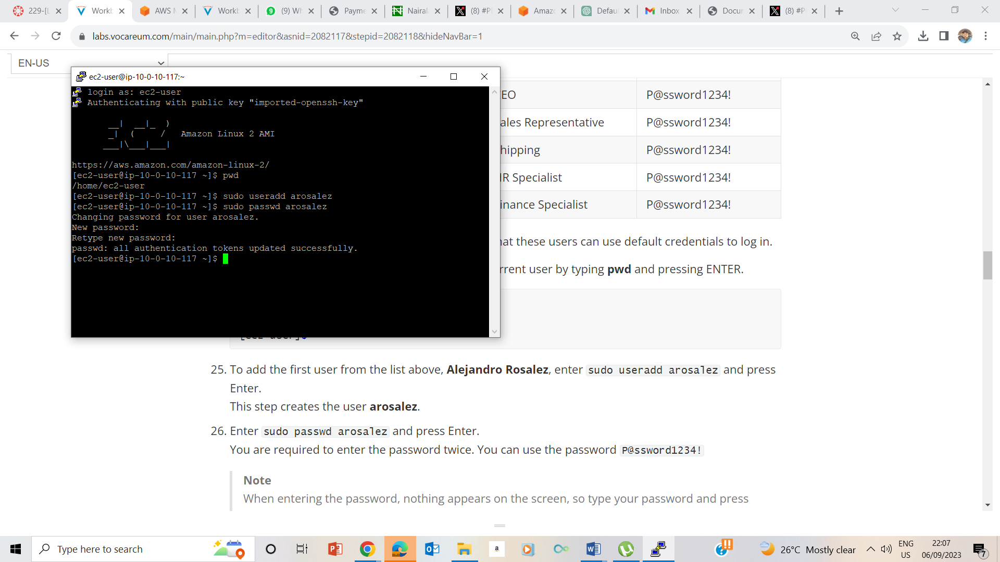 229-[L
Workb
AWS M
Workb
(9) Wh
Payme
Nairala
(8) #P
Amazo
Defaul
Inbox
Docum
(8) #P
labs.vocareum.com/main/main.php?m=editor&asnid=2082117&stepid=2082118&hideNavBar=1
EN-US
ec2-user@ip-10-0-10-117:~
login as: ec2-user
Authenticating with public key "imported-openssh-key"
__|  __|_  )
_|  (     /   Amazon Linux 2 AMI
___|\___|___|
https://aws.amazon.com/amazon-linux-2/
[ec2-user@ip-10-0-10-117 ~]$ pwd
/home/ec2-user
[ec2-user@ip-10-0-10-117 ~]$ sudo useradd arosalez
[ec2-user@ip-10-0-10-117 ~]$ sudo passwd arosalez
Changing password for user arosalez.
New password:
Retype new password:
passwd: all authentication tokens updated successfully.
[ec2-user@ip-10-0-10-117 ~]$
EO P@ssword1234!
ales Representative P@ssword1234!
hipping P@ssword1234!
HR Specialist P@ssword1234!
inance Specialist P@ssword1234!
hat these users can use default credentials to log in.
rrent user by typing pwd and pressing ENTER.
[ec2-user]$
25. To add the first user from the list above, Alejandro Rosalez, enter sudo useradd arosalez and press
Enter.
This step creates the user arosalez.
26. Enter sudo passwd arosalez and press Enter.
You are required to enter the password twice. You can use the password P@ssword1234!
Note
When entering the password, nothing appears on the screen, so type your password and press
Type here to search
a
26°C Mostly clear
ENG
US
22:07
06/09/2023
7